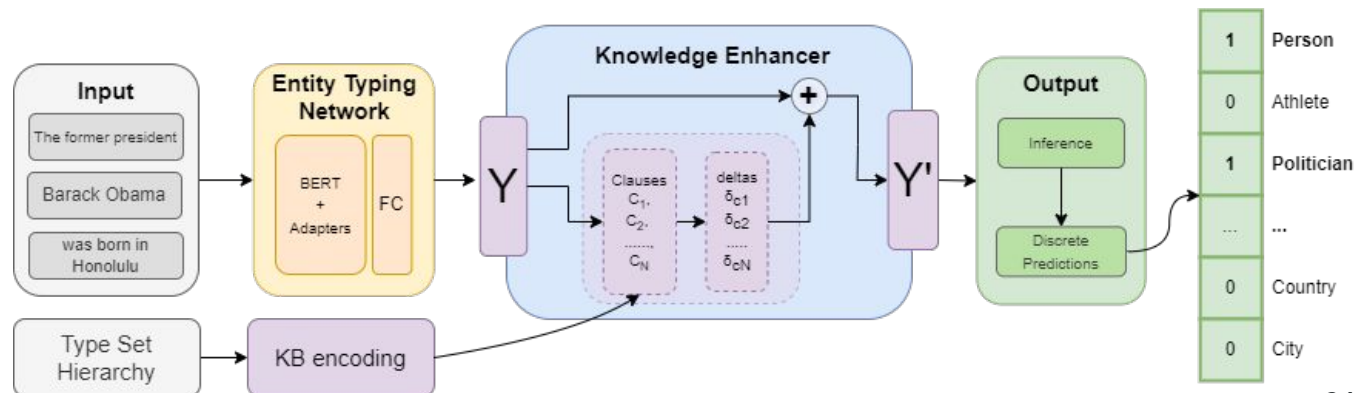 Input
The former president
Barack Obama
was born in
Honolulu
Type Set
Hierarchy
Entity Typing
Network
BERT
+
Adapters
FC
KB encoding
Knowledge Enhancer
Y
Clauses
C1,
C2,
......,
CN
deltas
δc1
δc2
.....
δcN
+
Y'
Output
Inference
Discrete
Predictions
1 Person
0 Athlete
1 Politician
... ...
0 Country
0 City